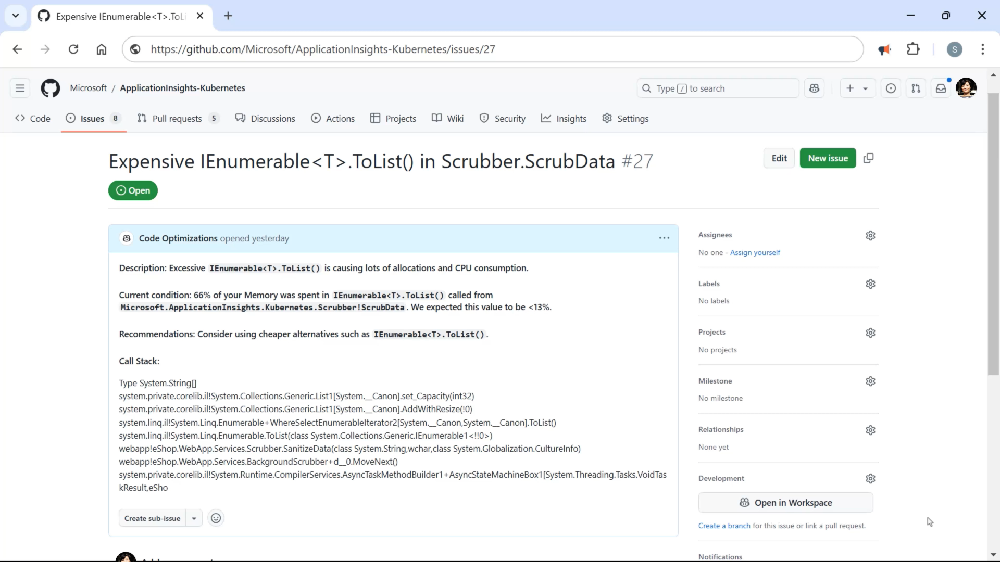 Expensive IEnumerable<T>.ToLi
https://github.com/Microsoft/ApplicationInsights-Kubernetes/issues/27
S
Microsoft / ApplicationInsights-Kubernetes
Type / to search
Code
Issues 8
Pull requests 5
Discussions
Actions
Projects
Wiki
Security
Insights
Settings
Expensive IEnumerable<T>.ToList() in Scrubber.ScrubData #27
Edit
New issue
Open
Code Optimizations opened yesterday
Description: Excessive IEnumerable<T>.ToList() is causing lots of allocations and CPU consumption.
Current condition: 66% of your Memory was spent in IEnumerable<T>.ToList() called from
Microsoft.ApplicationInsights.Kubernetes.Scrubber!ScrubData. We expected this value to be <13%.
Recommendations: Consider using cheaper alternatives such as IEnumerable<T>.ToList().
Call Stack:
Type System.String[]
system.private.corelib.il!System.Collections.Generic.List1[System.__Canon].set_Capacity(int32)
system.private.corelib.il!System.Collections.Generic.List1[System.__Canon].AddWithResize(!0)
system.linq.il!System.Linq.Enumerable+WhereSelectEnumerableIterator2[System.__Canon,System.__Canon].ToList()
system.linq.il!System.Linq.Enumerable.ToList(class System.Collections.Generic.IEnumerable1<!!0>)
webapp!eShop.WebApp.Services.Scrubber.SanitizeData(class System.String,wchar,class System.Globalization.CultureInfo)
webapp!eShop.WebApp.Services.BackgroundScrubber+d__0.MoveNext()
system.private.corelib.il!System.Runtime.CompilerServices.AsyncTaskMethodBuilder1+AsyncStateMachineBox1[System.Threading.Tasks.VoidTas
kResult,eSho
Create sub-issue
Assignees
No one - Assign yourself
Labels
No labels
Projects
No projects
Milestone
No milestone
Relationships
None yet
Development
Open in Workspace
Create a branch for this issue or link a pull request.
Notifications